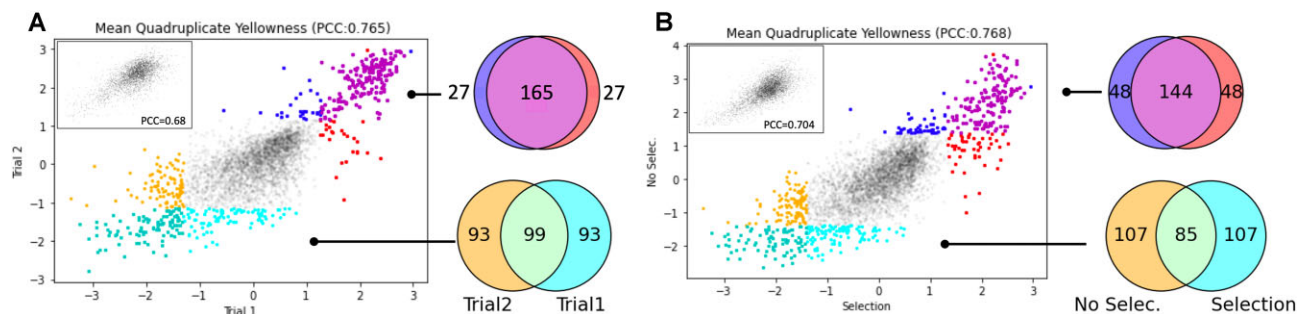 A
Mean Quadruplicate Yellowness (PCC:0.765)
3
2
1
0
−1
−2
−3
Trial 2
PCC=0.68
−3 −2 −1 0 1 2 3
Trial 1
27 165 27
93 99 93
Trial2 Trial1
B
Mean Quadruplicate Yellowness (PCC:0.768)
4
3
2
1
0
−1
−2
No Selec.
PCC=0.704
−3 −2 −1 0 1 2 3
Selection
48 144 48
107 85 107
No Selec. Selection